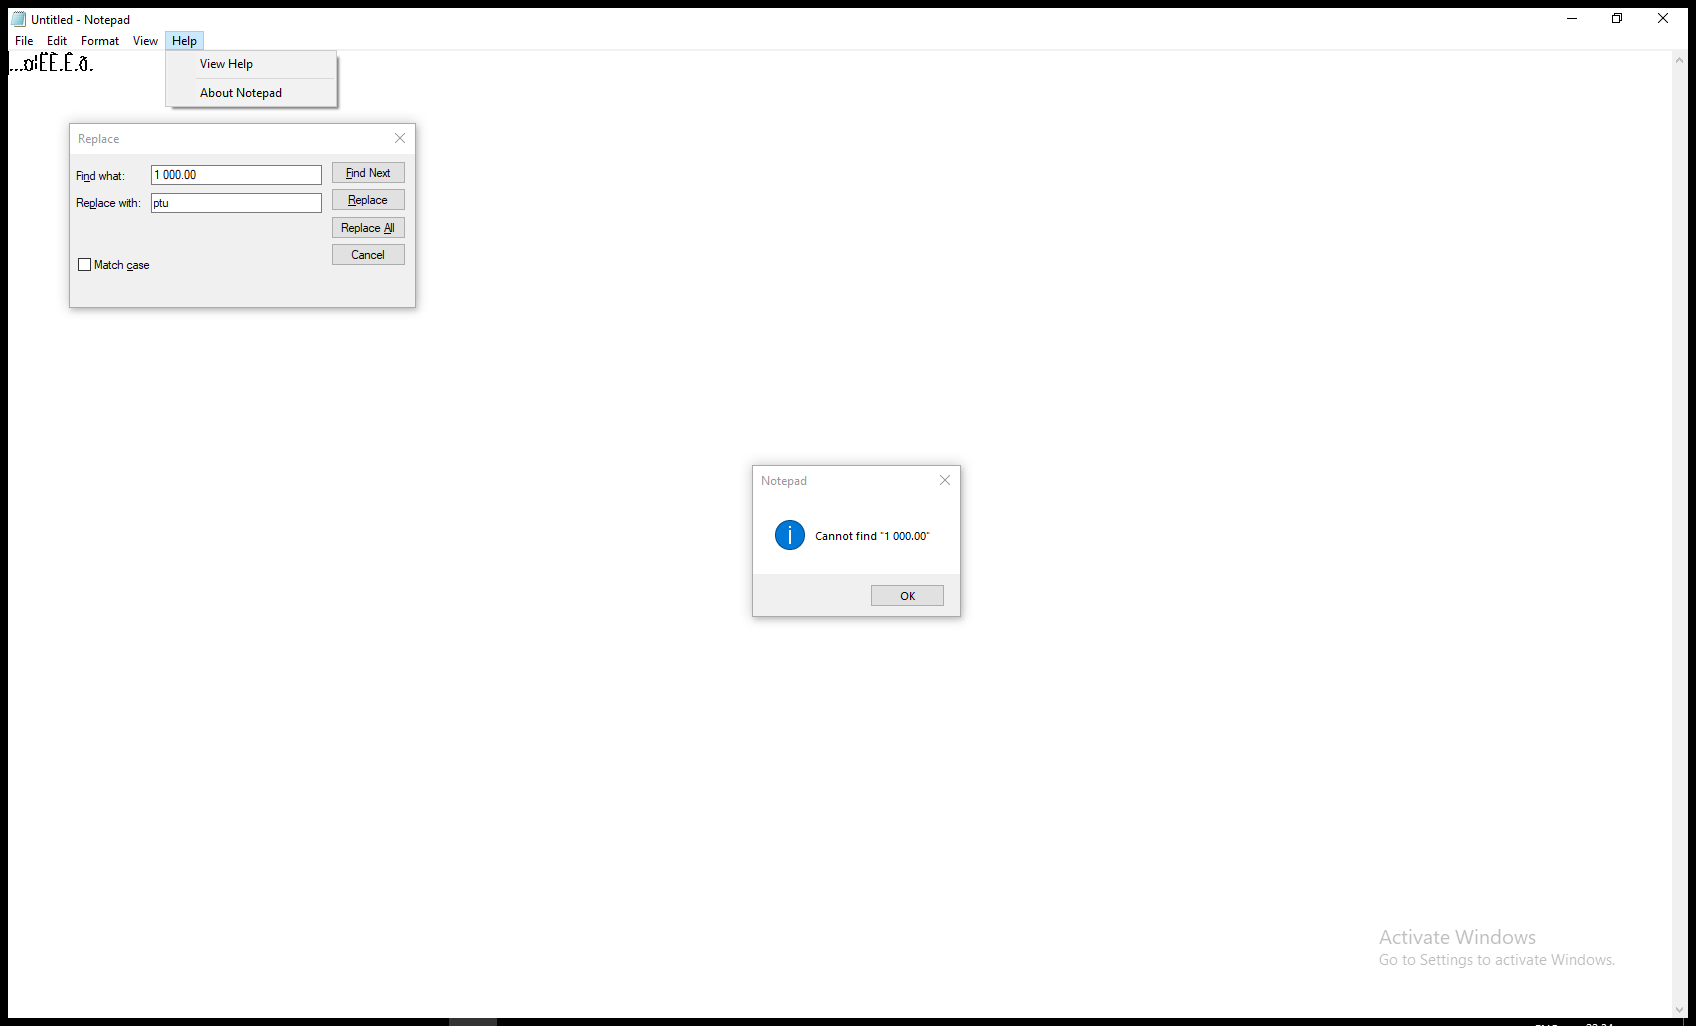 Untitled - Notepad
File Edit Format View Help
View Help
About Notepad
Replace
Find what: 1 000.00 Find Next
Replace with: ptu Replace
Replace All
Cancel
Match case
Notepad
Cannot find "1 000.00"
OK
Activate Windows
Go to Settings to activate Windows.